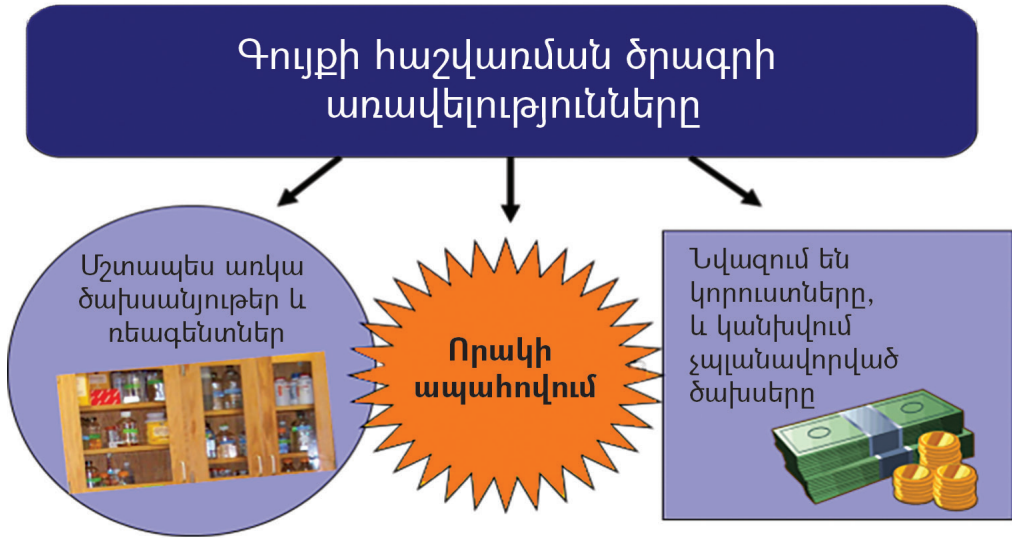 Գույքի հաշվառման ծրագրի
առավելությունները
Մշտապես առկա
ծախսանյութեր և
ռեագենտներ
Որակի
ապահովում
Նվազում են
կորուստները,
և կանխվում
չպլանավորված
ծախսերը